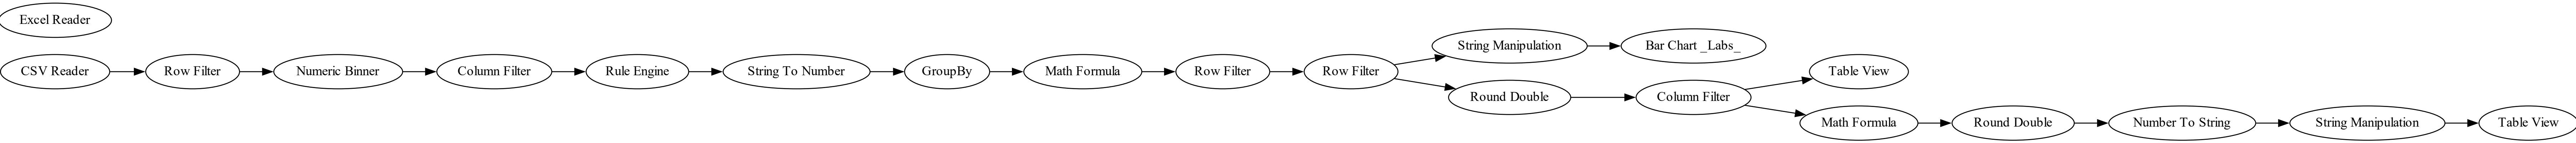 Excel Reader
CSV Reader
Row Filter
Numeric Binner
Column Filter
Rule Engine
String To Number
GroupBy
Math Formula
Row Filter
Row Filter
String Manipulation
Bar Chart _Labs_
Round Double
Column Filter
Table View
Math Formula
Round Double
Number To String
String Manipulation
Table View